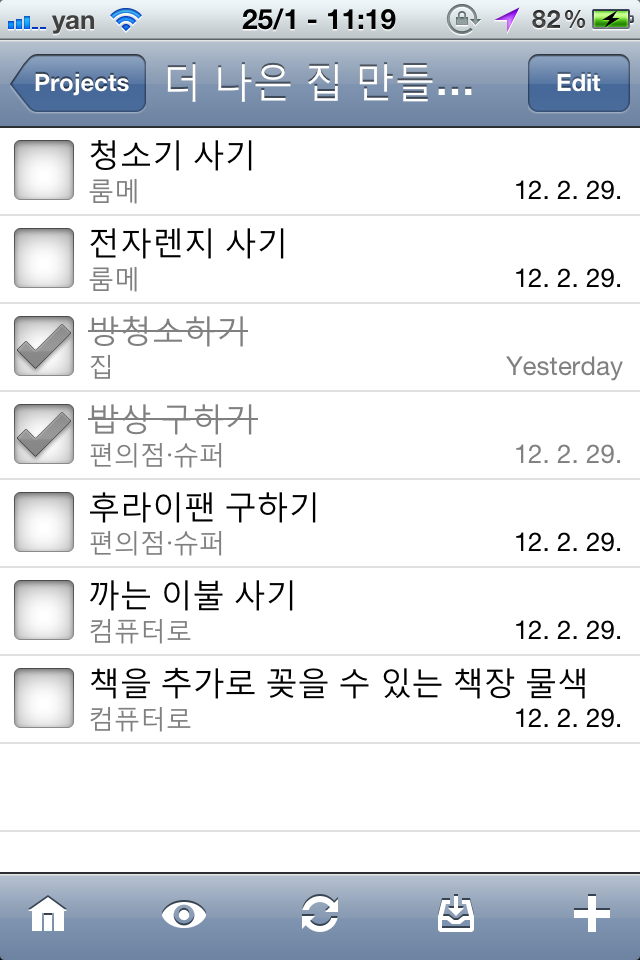 yan 25/1 - 11:19 82%
Projects 더 나은 집 만들... Edit
청소기 사기
룸메 12. 2. 29.
전자렌지 사기
룸메 12. 2. 29.
방청소하기
집 Yesterday
밥상 구하기
편의점·슈퍼 12. 2. 29.
후라이팬 구하기
편의점·슈퍼 12. 2. 29.
까는 이불 사기
컴퓨터로 12. 2. 29.
책을 추가로 꽂을 수 있는 책장 물색
컴퓨터로 12. 2. 29.